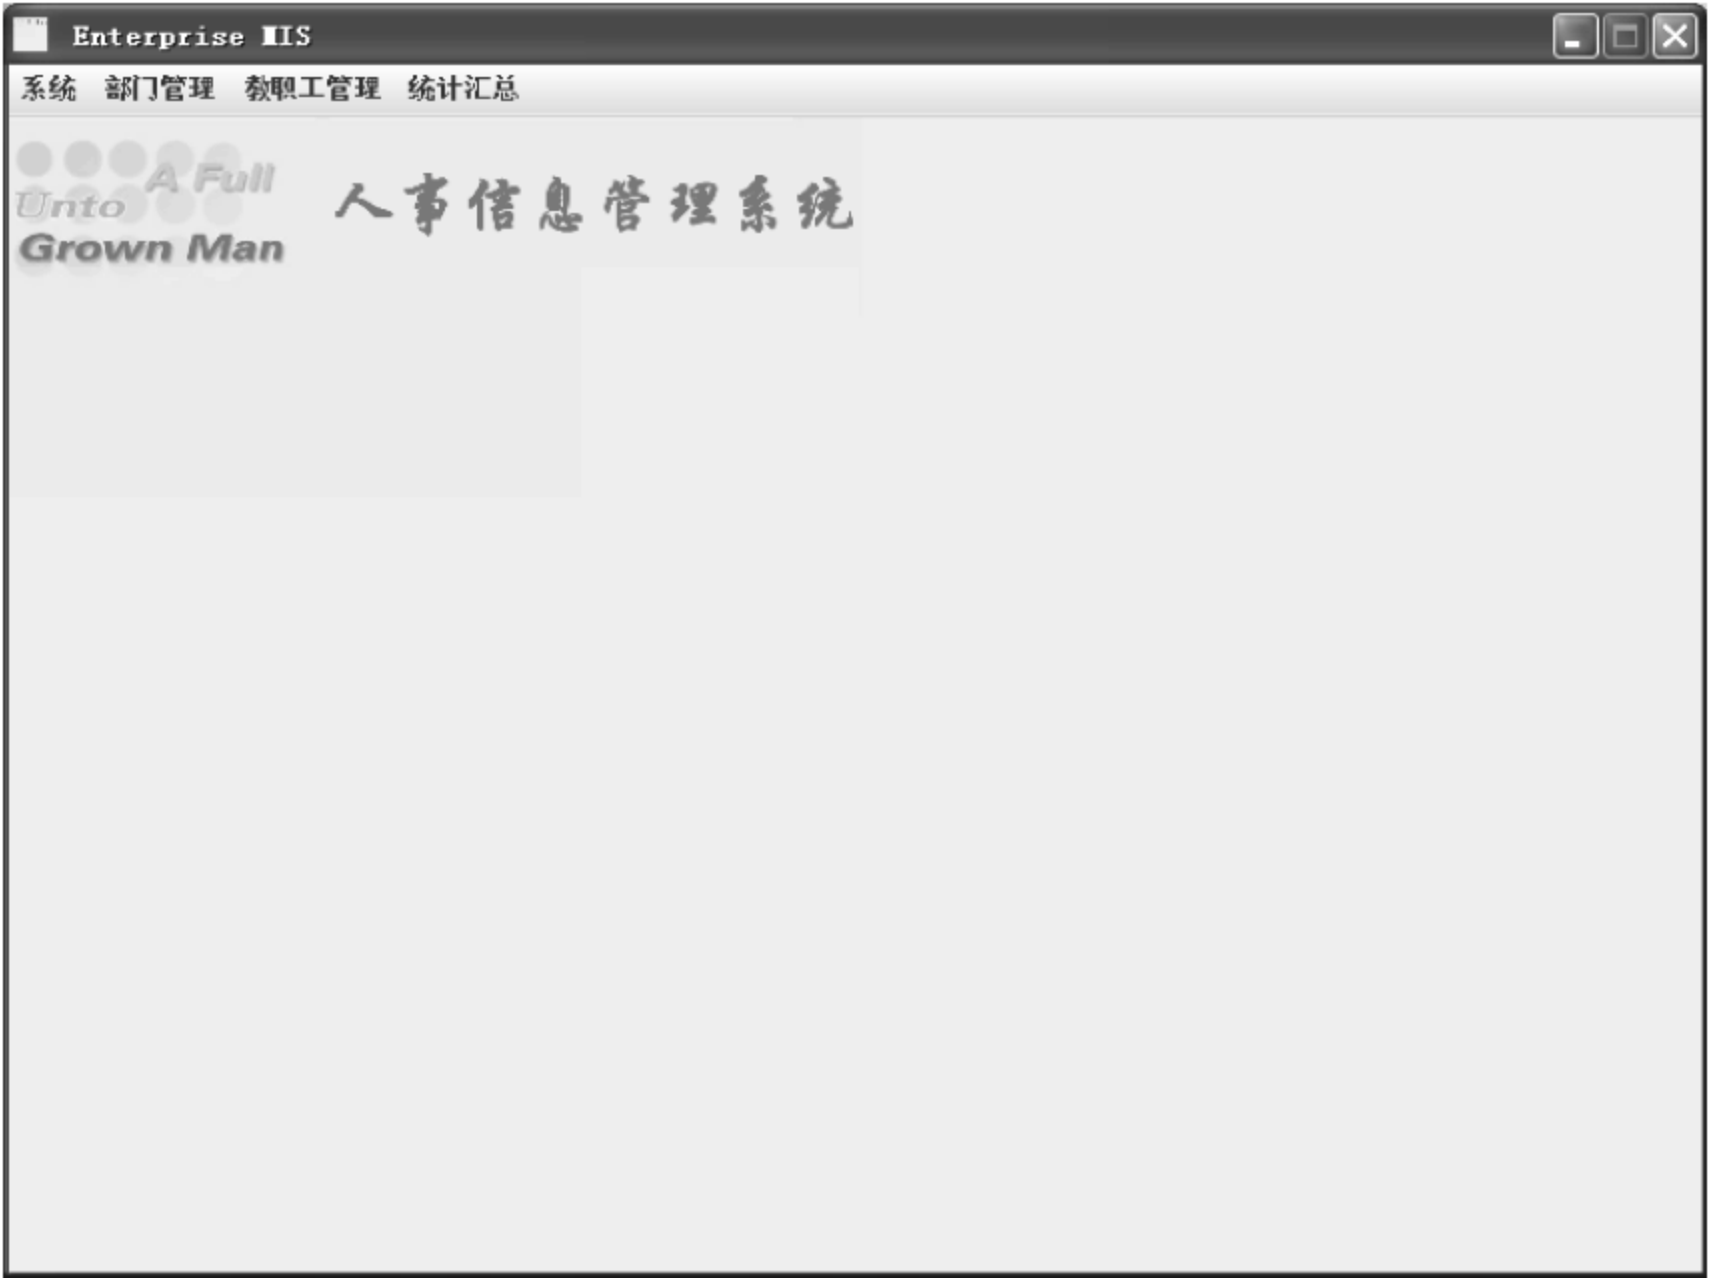 Enterprise MIS
系统 部门管理 教职工管理 统计汇总
A Full
Unto
Grown Man
人事信息管理系统